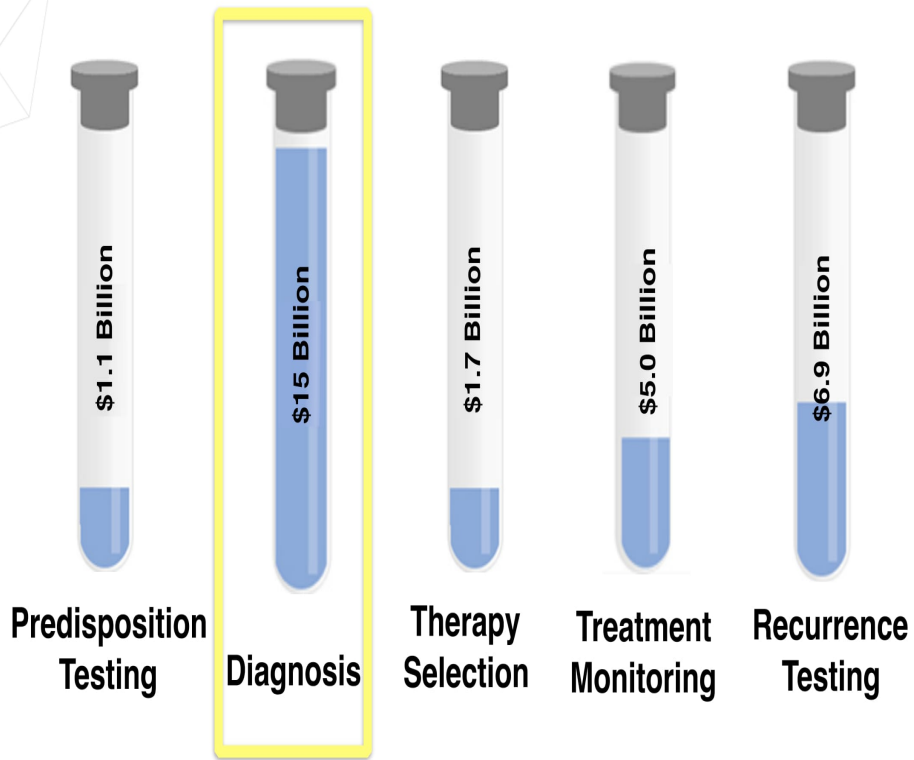 $1.1 Billion
$15 Billion
$1.7 Billion
$5.0 Billion
$6.9 Billion
Predisposition
Testing
Diagnosis
Therapy
Selection
Treatment
Monitoring
Recurrence
Testing